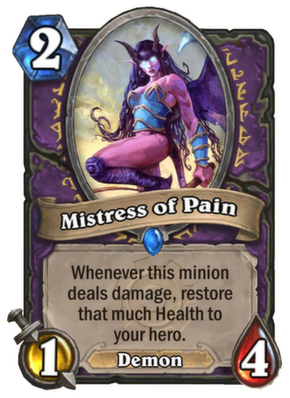 2
Mistress of Pain
Whenever this minion
deals damage, restore
that much Health to
your hero.
1
Demon
4